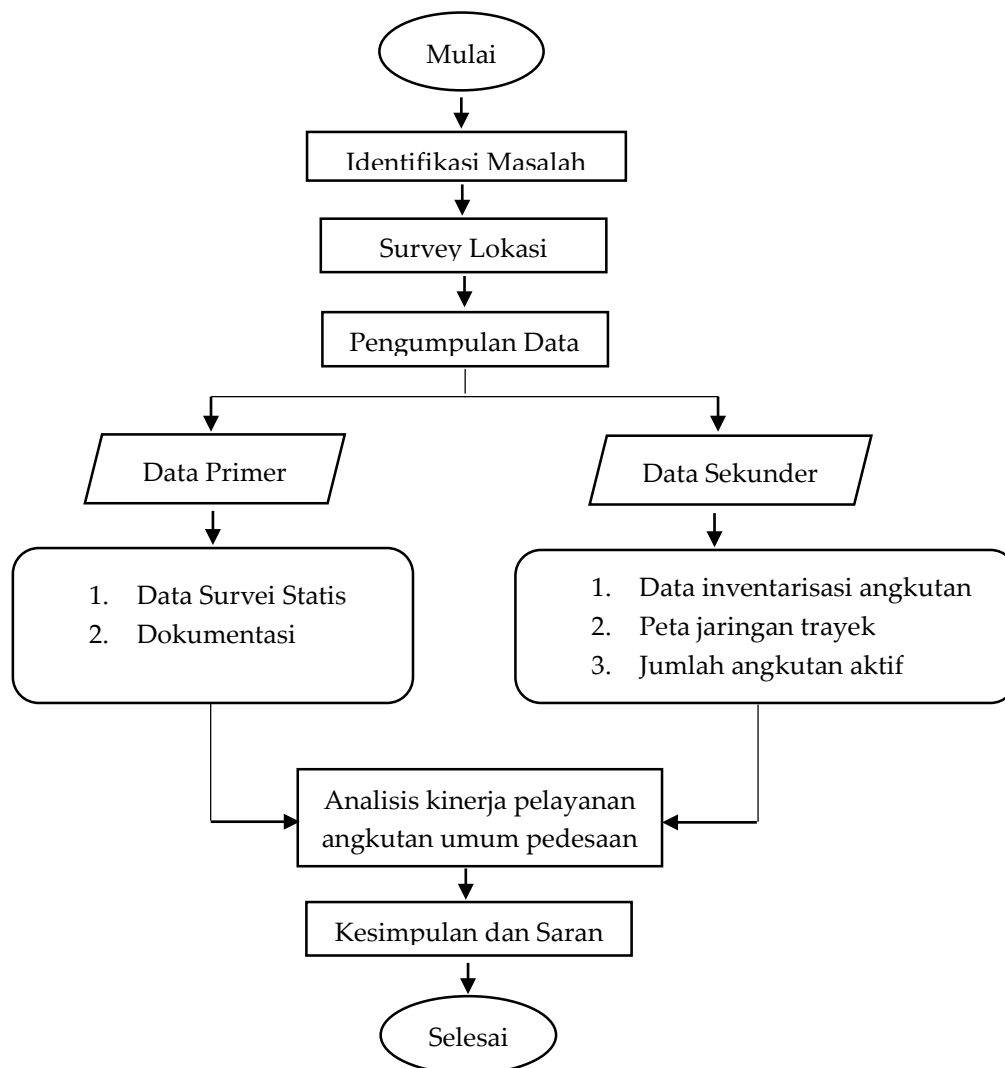 Mulai
Identifikasi Masalah
Survey Lokasi
Pengumpulan Data
Data Primer
Data Sekunder
1. Data Survei Statis
2. Dokumentasi
1. Data inventarisasi angkutan
2. Peta jaringan trayek
3. Jumlah angkutan aktif
Analisis kinerja pelayanan
angkutan umum pedesaan
Kesimpulan dan Saran
Selesai